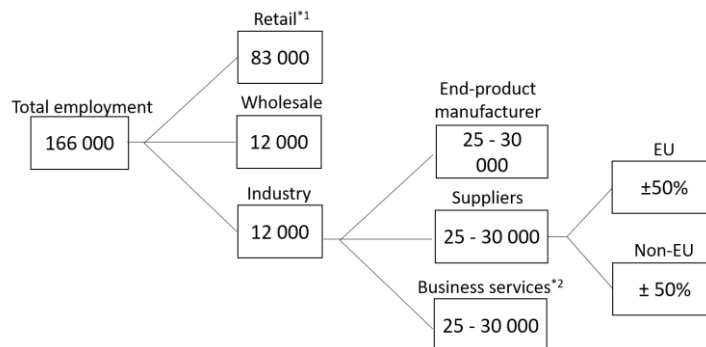 Retail*1
83 000
Total employment
166 000
Wholesale
12 000
Industry
12 000
End-product
manufacturer
25 - 30
000
Suppliers
25 - 30 000
Business services*2
25 - 30 000
EU
±50%
Non-EU
± 50%